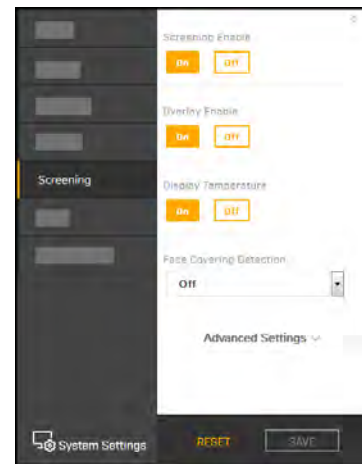 Screening Enable
On Off
Overlay Enable
On Off
Screening
Display Temperature
On Off
Face Covering Detection
Off
Advanced Settings
System Settings
RESET
SAVE